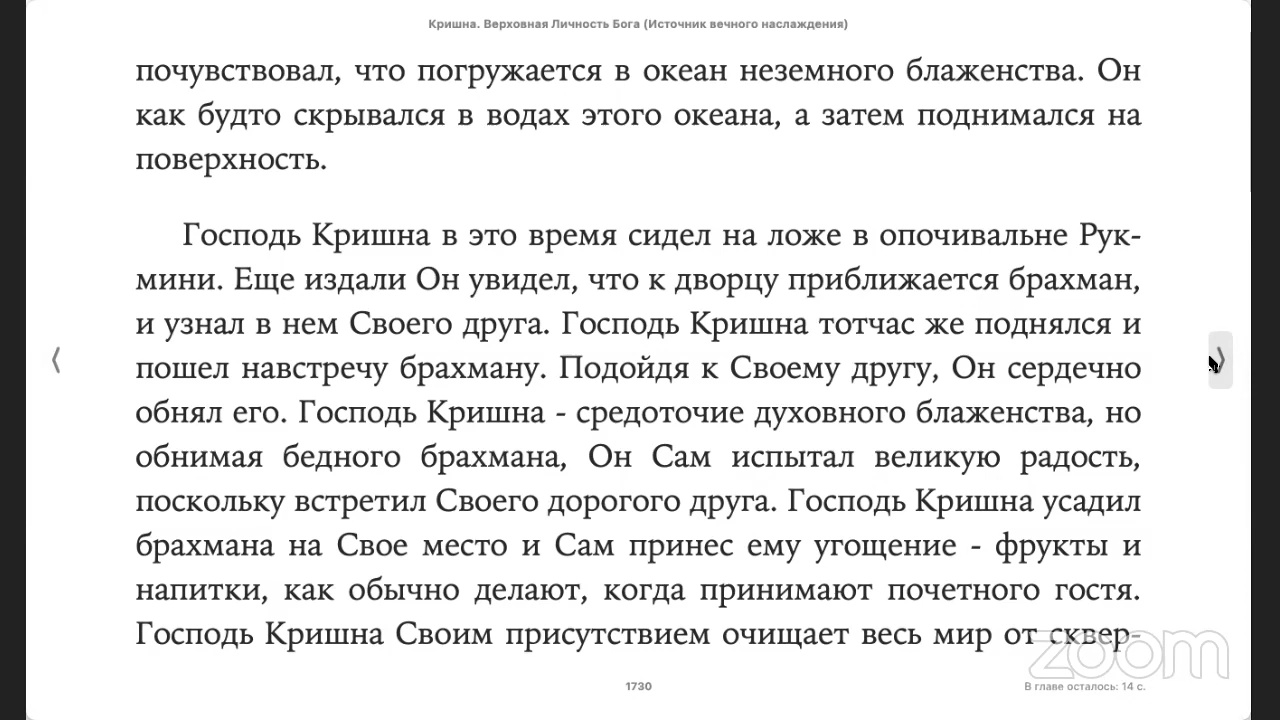 Кришна. Верховная Личность Бога (Источник вечного наслаждения)
почувствовал, что погружается в океан неземного блаженства. Он
как будто скрывался в водах этого океана, а затем поднимался на
поверхность.
Господь Кришна в это время сидел на ложе в опочивальне Рук-
мини. Еще издали Он увидел, что к дворцу приближается брахман,
и узнал в нем Своего друга. Господь Кришна тотчас же поднялся и
пошел навстречу брахману. Подойдя к Своему другу, Он сердечно
обнял его. Господь Кришна - средоточие духовного блаженства, но
обнимая бедного брахмана, Он Сам испытал великую радость,
поскольку встретил Своего дорогого друга. Господь Кришна усадил
брахмана на Свое место и Сам принес ему угощение - фрукты и
напитки, как обычно делают, когда принимают почетного гостя.
Господь Кришна Своим присутствием очищает весь мир от сквер-
zoom
1730
В главе осталось: 14 с.